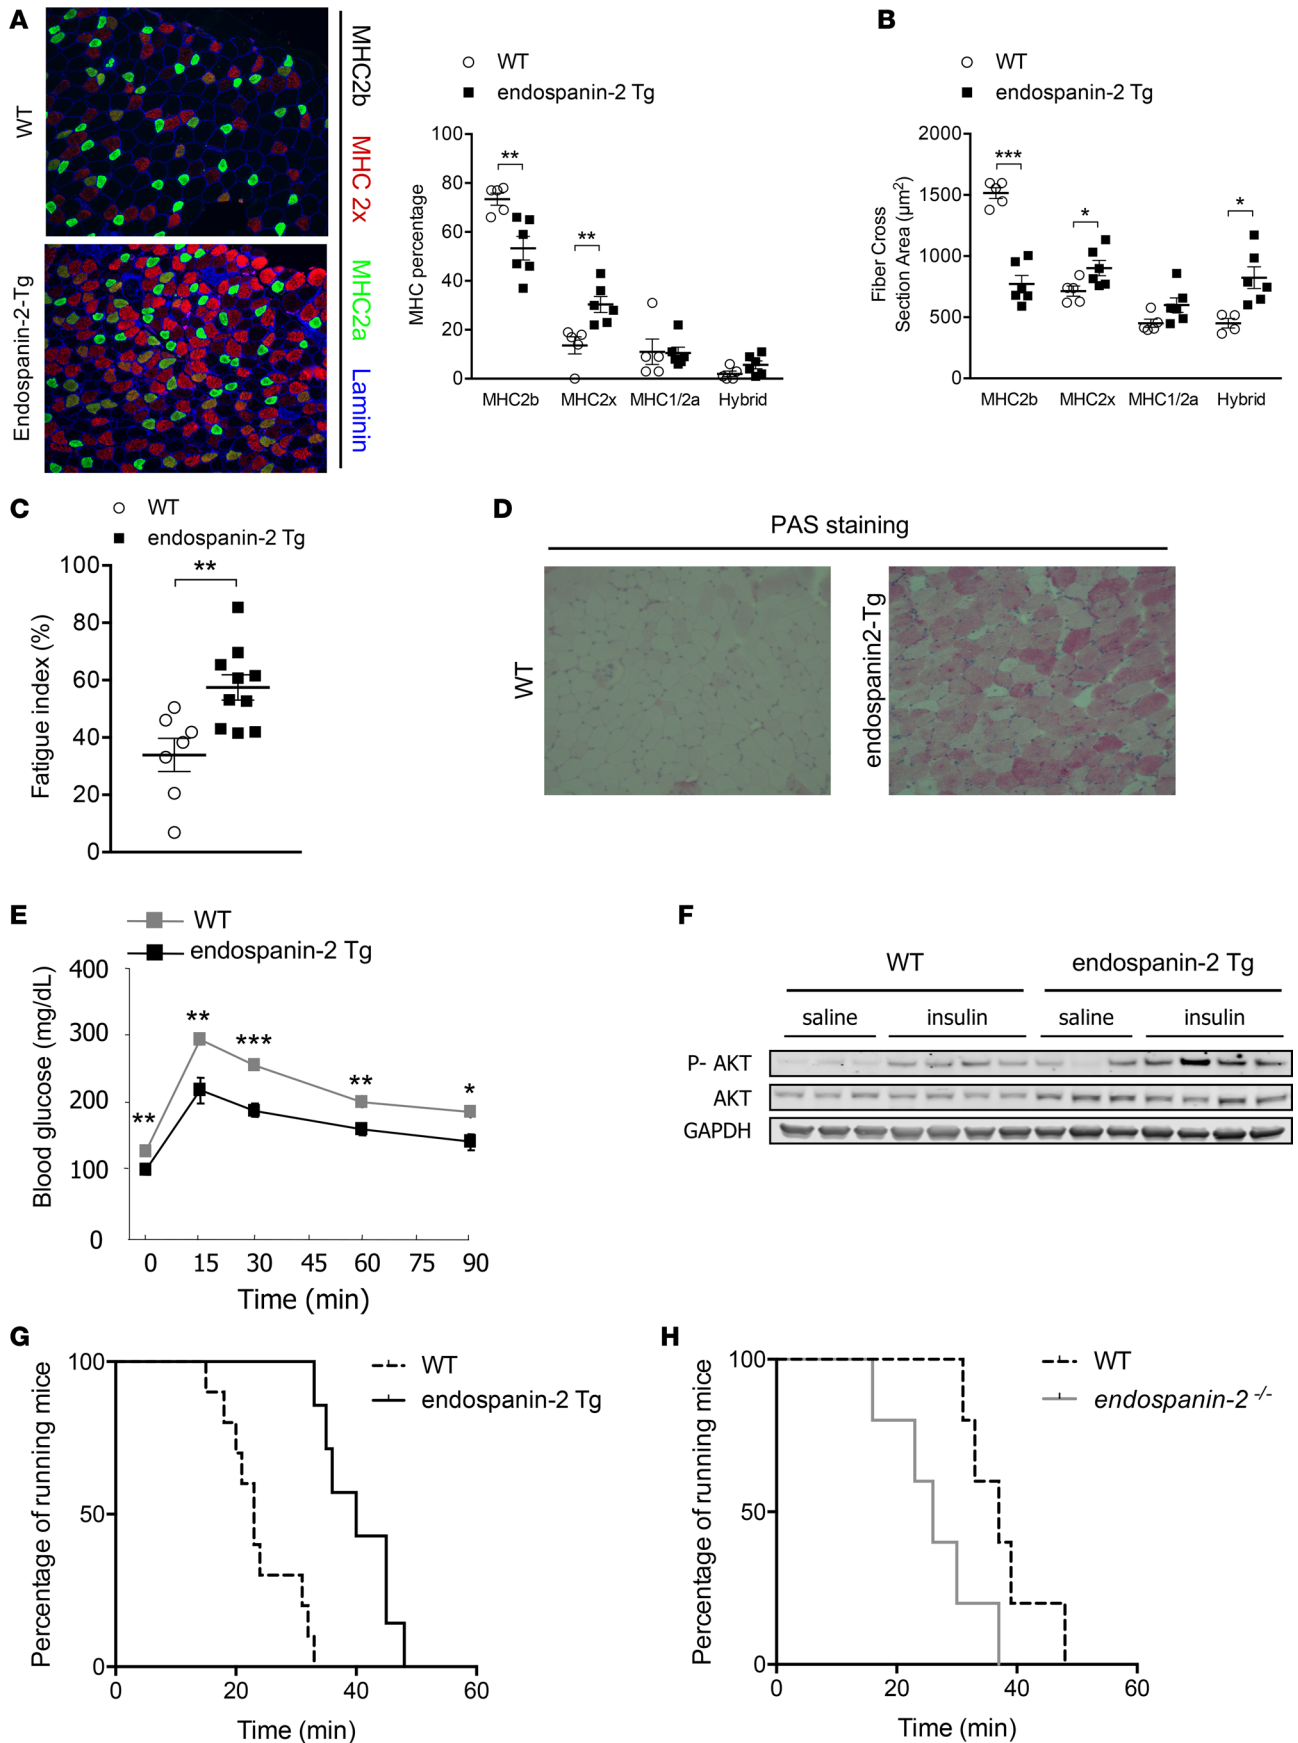 A
WT
Endospanin-2-Tg
MHC2b MHC 2x MHC2a Laminin
WT
endospanin-2 Tg
MHC percentage
100
80
60
40
20
0
**
**
MHC2b MHC2x MHC1/2a Hybrid
B
WT
endospanin-2 Tg
Fiber Cross
Section Area (µm²)
2000
1500
1000
500
0
***
*
*
MHC2b MHC2x MHC1/2a Hybrid
C
WT
endospanin-2 Tg
Fatigue index (%)
100
80
60
40
20
0
**
D
PAS staining
WT
endospanin2-Tg
E
WT
endospanin-2 Tg
Blood glucose (mg/dL)
400
300
200
100
0
**
**
***
**
*
0 15 30 45 60 75 90
Time (min)
F
WT endospanin-2 Tg
saline insulin saline insulin
P- AKT
AKT
GAPDH
G
WT
endospanin-2 Tg
Percentage of running mice
100
50
0
0 20 40 60
Time (min)
H
WT
endospanin-2 -/-
Percentage of running mice
100
50
0
0 20 40 60
Time (min)